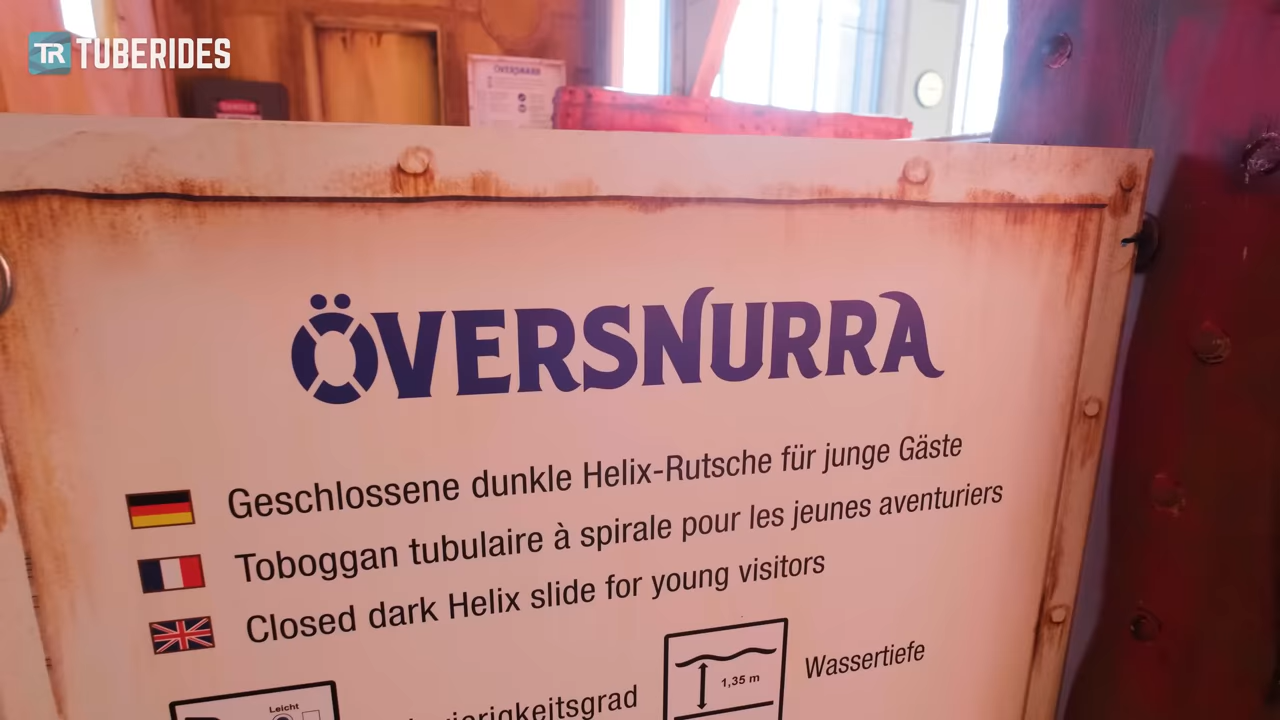 TR TUBERIDES
ÖVERSNURRA
Geschlossene dunkle Helix-Rutsche für junge Gäste
Toboggan tubulaire à spirale pour les jeunes aventuriers
Closed dark Helix slide for young visitors
Leicht
1,35 m
Wassertiefe